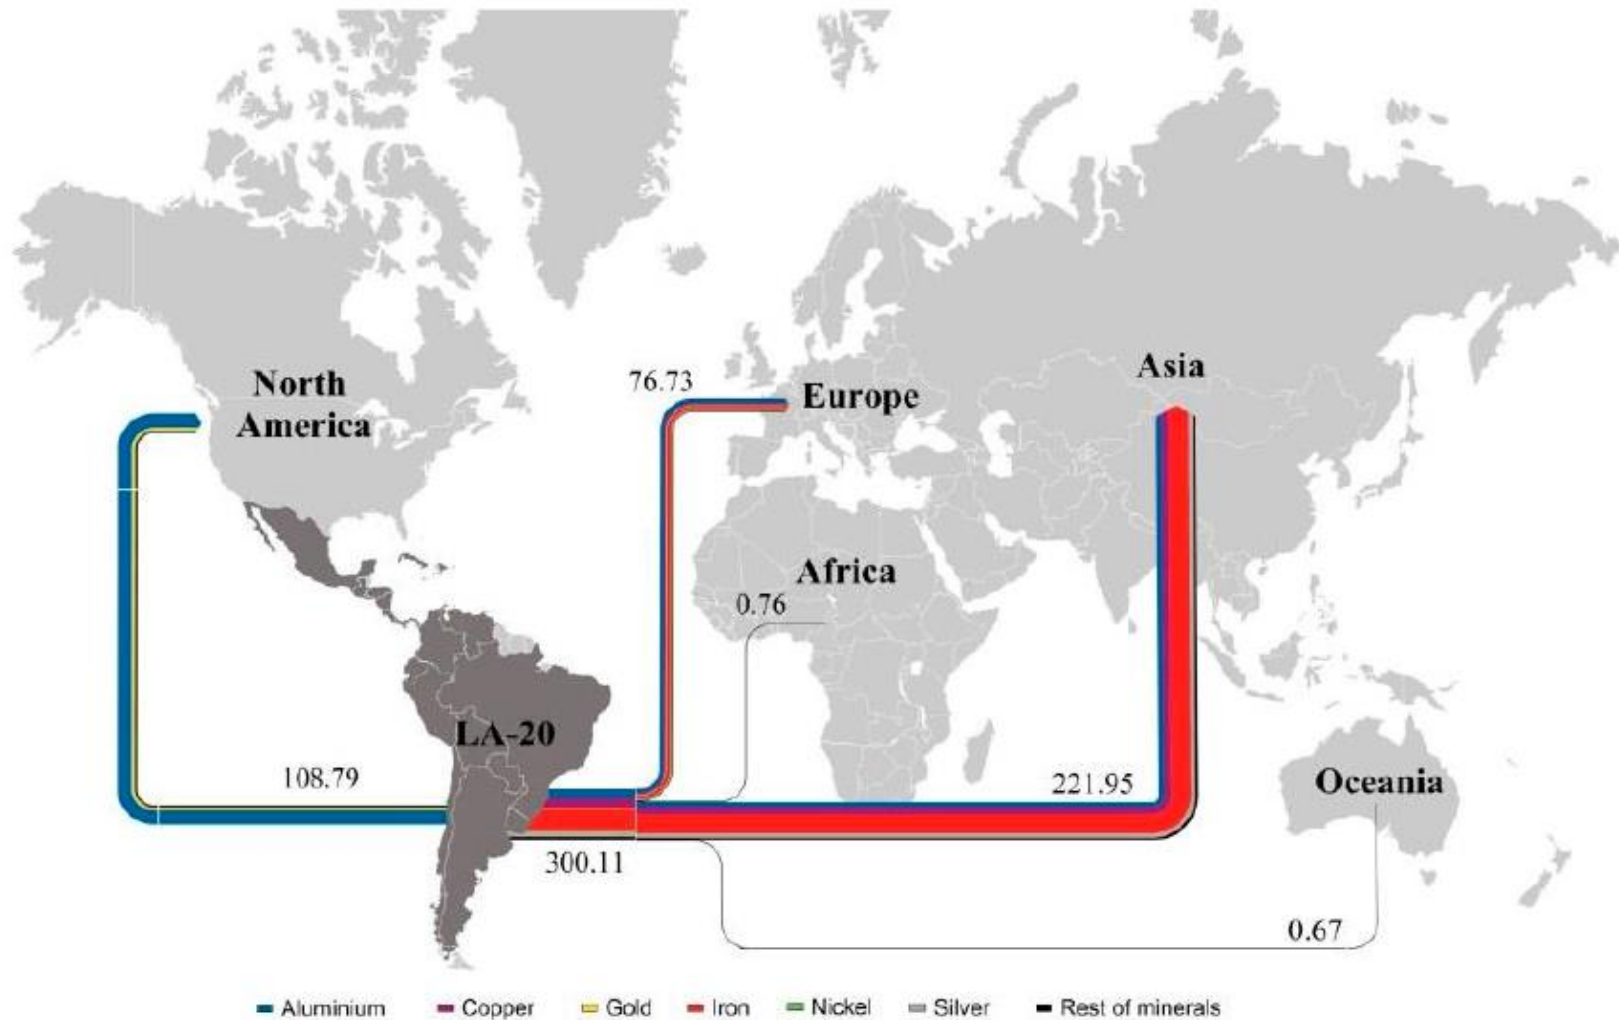 North
America
76.73
Europe
Asia
Africa
0.76
LA-20
108.79
221.95
Oceania
300.11
0.67
Aluminium Copper Gold Iron Nickel Silver Rest of minerals